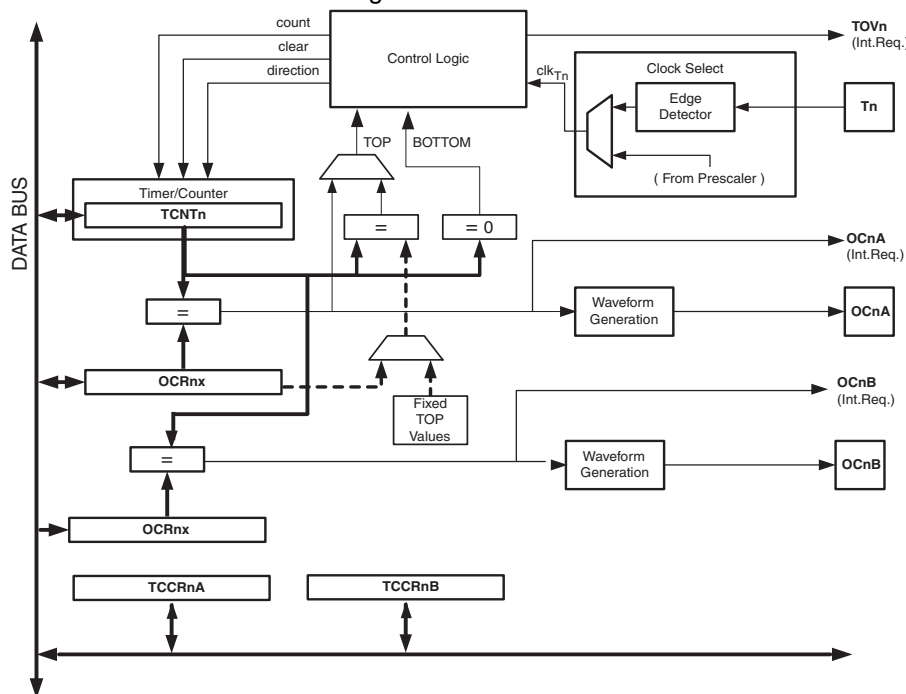 count
clear
direction
Control Logic
TOVn
(Int.Req.)
clkTn
Clock Select
Edge
Detector
Tn
( From Prescaler )
TOP
BOTTOM
Timer/Counter
TCNTn
DATA BUS
=
= 0
OCnA
(Int.Req.)
=
Waveform
Generation
OCnA
OCRnx
Fixed
TOP
Values
OCnB
(Int.Req.)
=
Waveform
Generation
OCnB
OCRnx
TCCRnA
TCCRnB